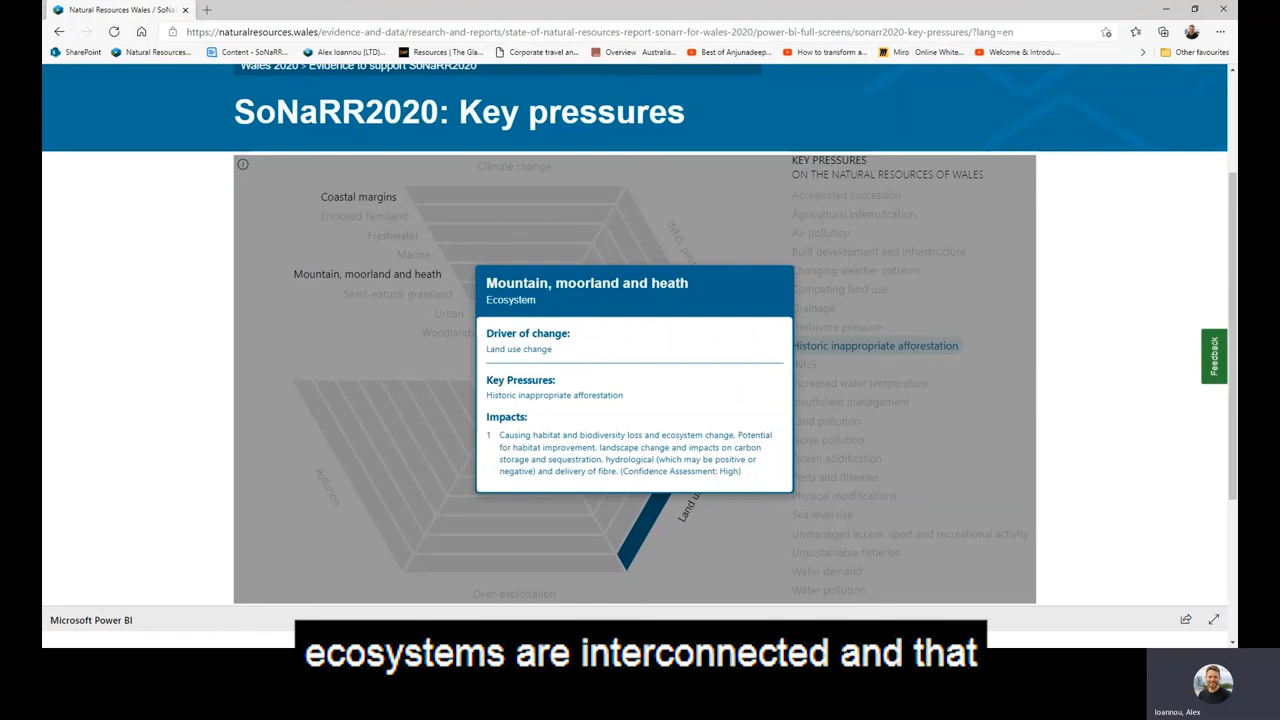 Natural Resources Wales / SoNa
https://naturalresources.wales/evidence-and-data/research-and-reports/state-of-natural-resources-report-sonarr-for-wales-2020/power-bi-full-screens/sonarr2020-key-pressures/?lang=en
SharePoint Natural Resources... Content - SoNaRR... Alex Ioannou (LTD)... Resources | The Gla... Corporate travel an... Overview Australia... Best of Anjunadeep... How to transform a... Miro Online White... Welcome & Introdu... Other favourites
Wales 2020 > Evidence to support SoNaRR2020
SoNaRR2020: Key pressures
Climate change
Coastal margins
Enclosed farmland
Freshwater
Marine
Mountain, moorland and heath
Semi-natural grassland
Urban
Woodlands
INNS, pest
Pollution
Land u
Over-exploitation
Mountain, moorland and heath
Ecosystem
Driver of change:
Land use change
Key Pressures:
Historic inappropriate afforestation
Impacts:
1 Causing habitat and biodiversity loss and ecosystem change. Potential
for habitat improvement, landscape change and impacts on carbon
storage and sequestration, hydrological (which may be positive or
negative) and delivery of fibre. (Confidence Assessment: High)
KEY PRESSURES
ON THE NATURAL RESOURCES OF WALES
Accelerated succession
Agricultural intensification
Air pollution
Built development and infrastructure
Changing weather patterns
Competing land use
Drainage
Herbivore pressure
Historic inappropriate afforestation
INNS
Increased water temperature
Insufficient management
Land pollution
Noise pollution
Ocean acidification
Pests and diseases
Physical modifications
Sea level rise
Unmanaged access, sport and recreational activity
Unsustainable fisheries
Water demand
Water pollution
Feedback
Microsoft Power BI
ecosystems are interconnected and that
Ioannou, Alex